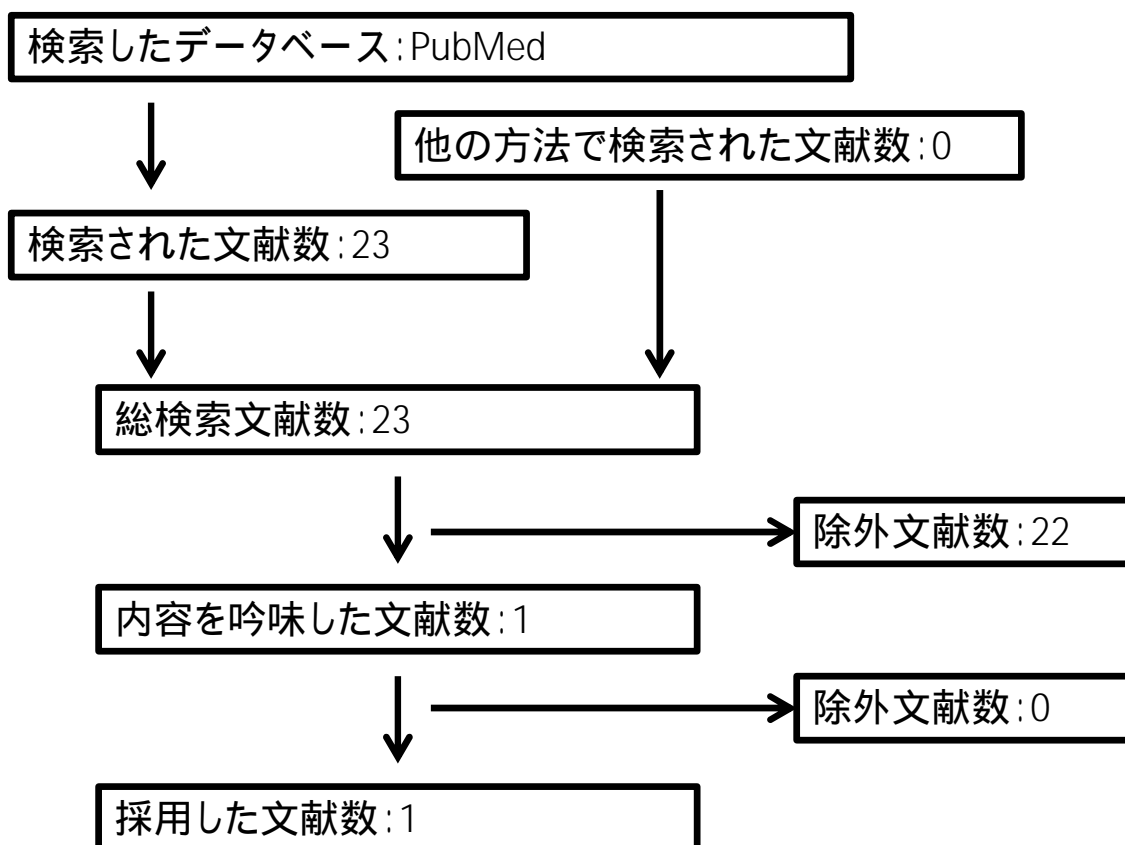 検索したデータベース:PubMed
他の方法で検索された文献数:0
検索された文献数:23
総検索文献数:23
除外文献数:22
内容を吟味した文献数:1
除外文献数:0
採用した文献数:1